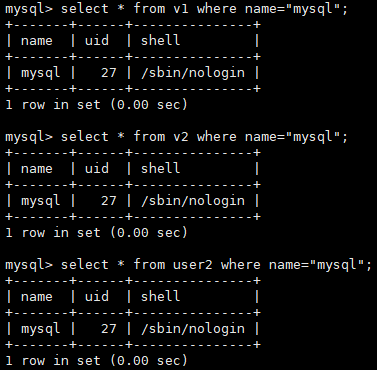 mysql> select * from v1 where name="mysql";
+-------+------+---------------+
| name  | uid  | shell         |
+-------+------+---------------+
| mysql |   27 | /sbin/nologin |
+-------+------+---------------+
1 row in set (0.00 sec)
mysql> select * from v2 where name="mysql";
+-------+------+---------------+
| name  | uid  | shell         |
+-------+------+---------------+
| mysql |   27 | /sbin/nologin |
+-------+------+---------------+
1 row in set (0.00 sec)
mysql> select * from user2 where name="mysql";
+-------+------+---------------+
| name  | uid  | shell         |
+-------+------+---------------+
| mysql |   27 | /sbin/nologin |
+-------+------+---------------+
1 row in set (0.00 sec)